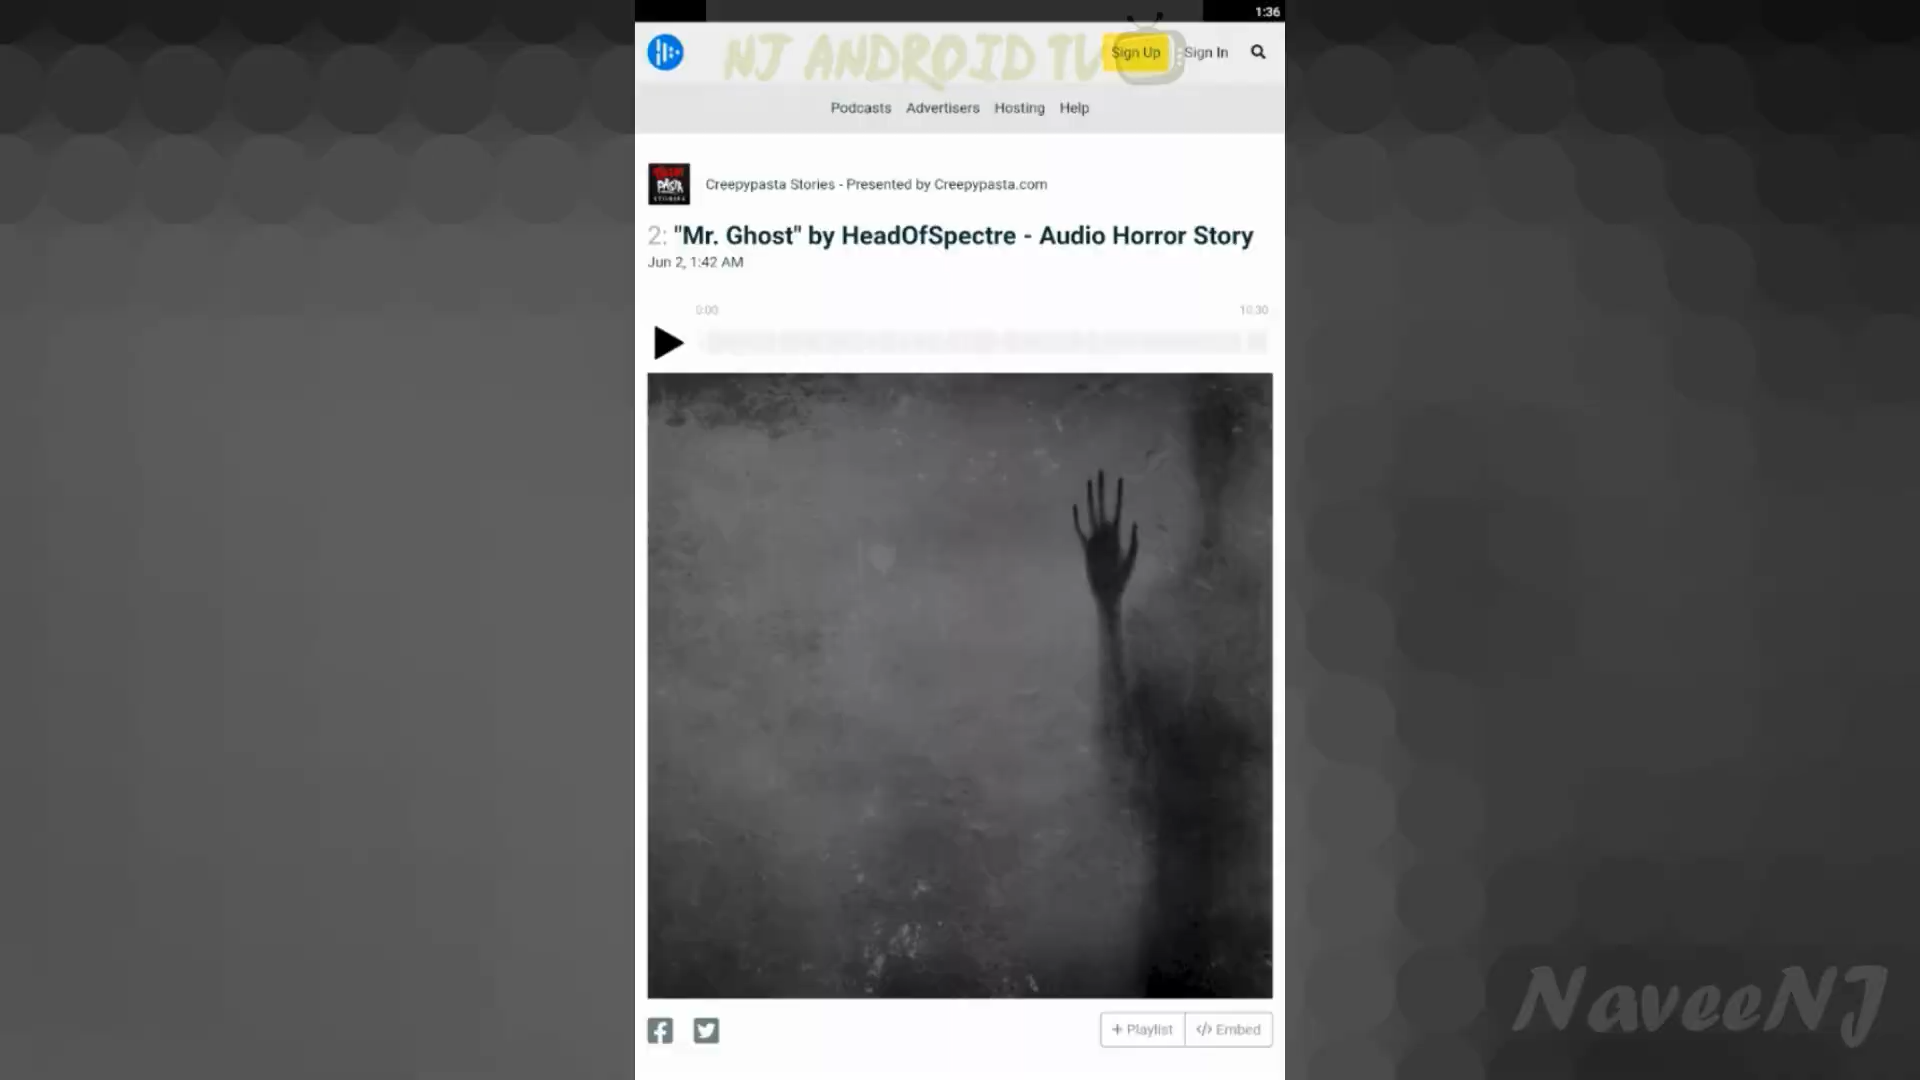 1:36
NJ ANDROID TV
Sign Up
Sign In
Podcasts Advertisers Hosting Help
PASTA
STORIES
Creepypasta Stories - Presented by Creepypasta.com
2: "Mr. Ghost" by HeadOfSpectre - Audio Horror Story
Jun 2, 1:42 AM
0:00
10:30
+ Playlist
</> Embed
NaveeNJ